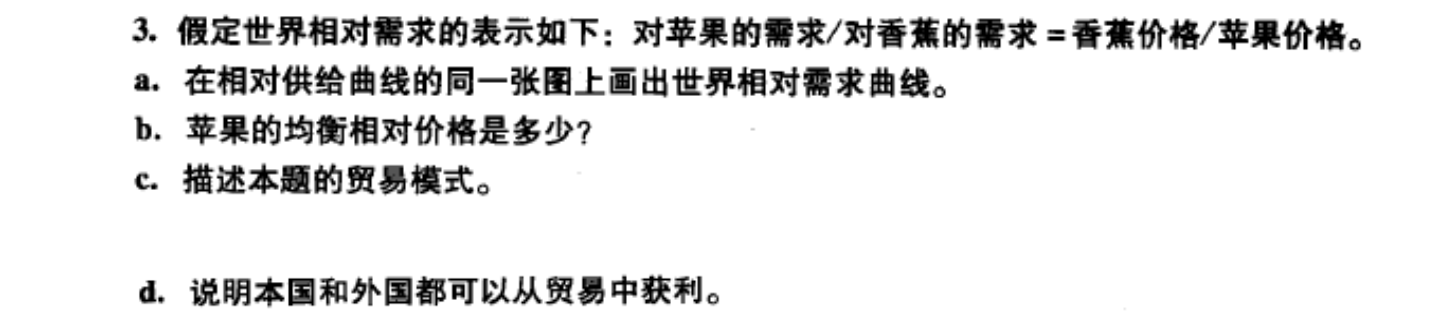 3. 假定世界相对需求的表示如下：对苹果的需求/对香蕉的需求=香蕉价格/苹果价格。
a. 在相对供给曲线的同一张图上画出世界相对需求曲线。
b. 苹果的均衡相对价格是多少?
c. 描述本题的贸易模式。
d. 说明本国和外国都可以从贸易中获利。